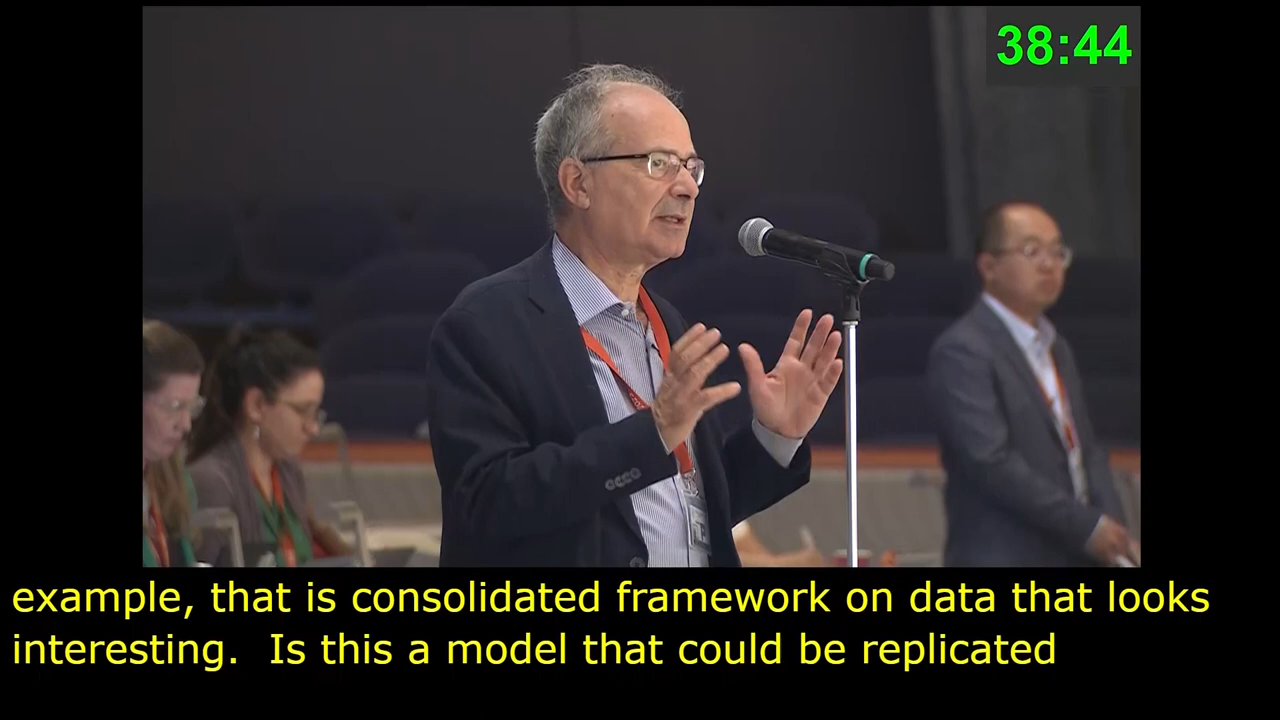 38:44
example, that is consolidated framework on data that looks
interesting.  Is this a model that could be replicated